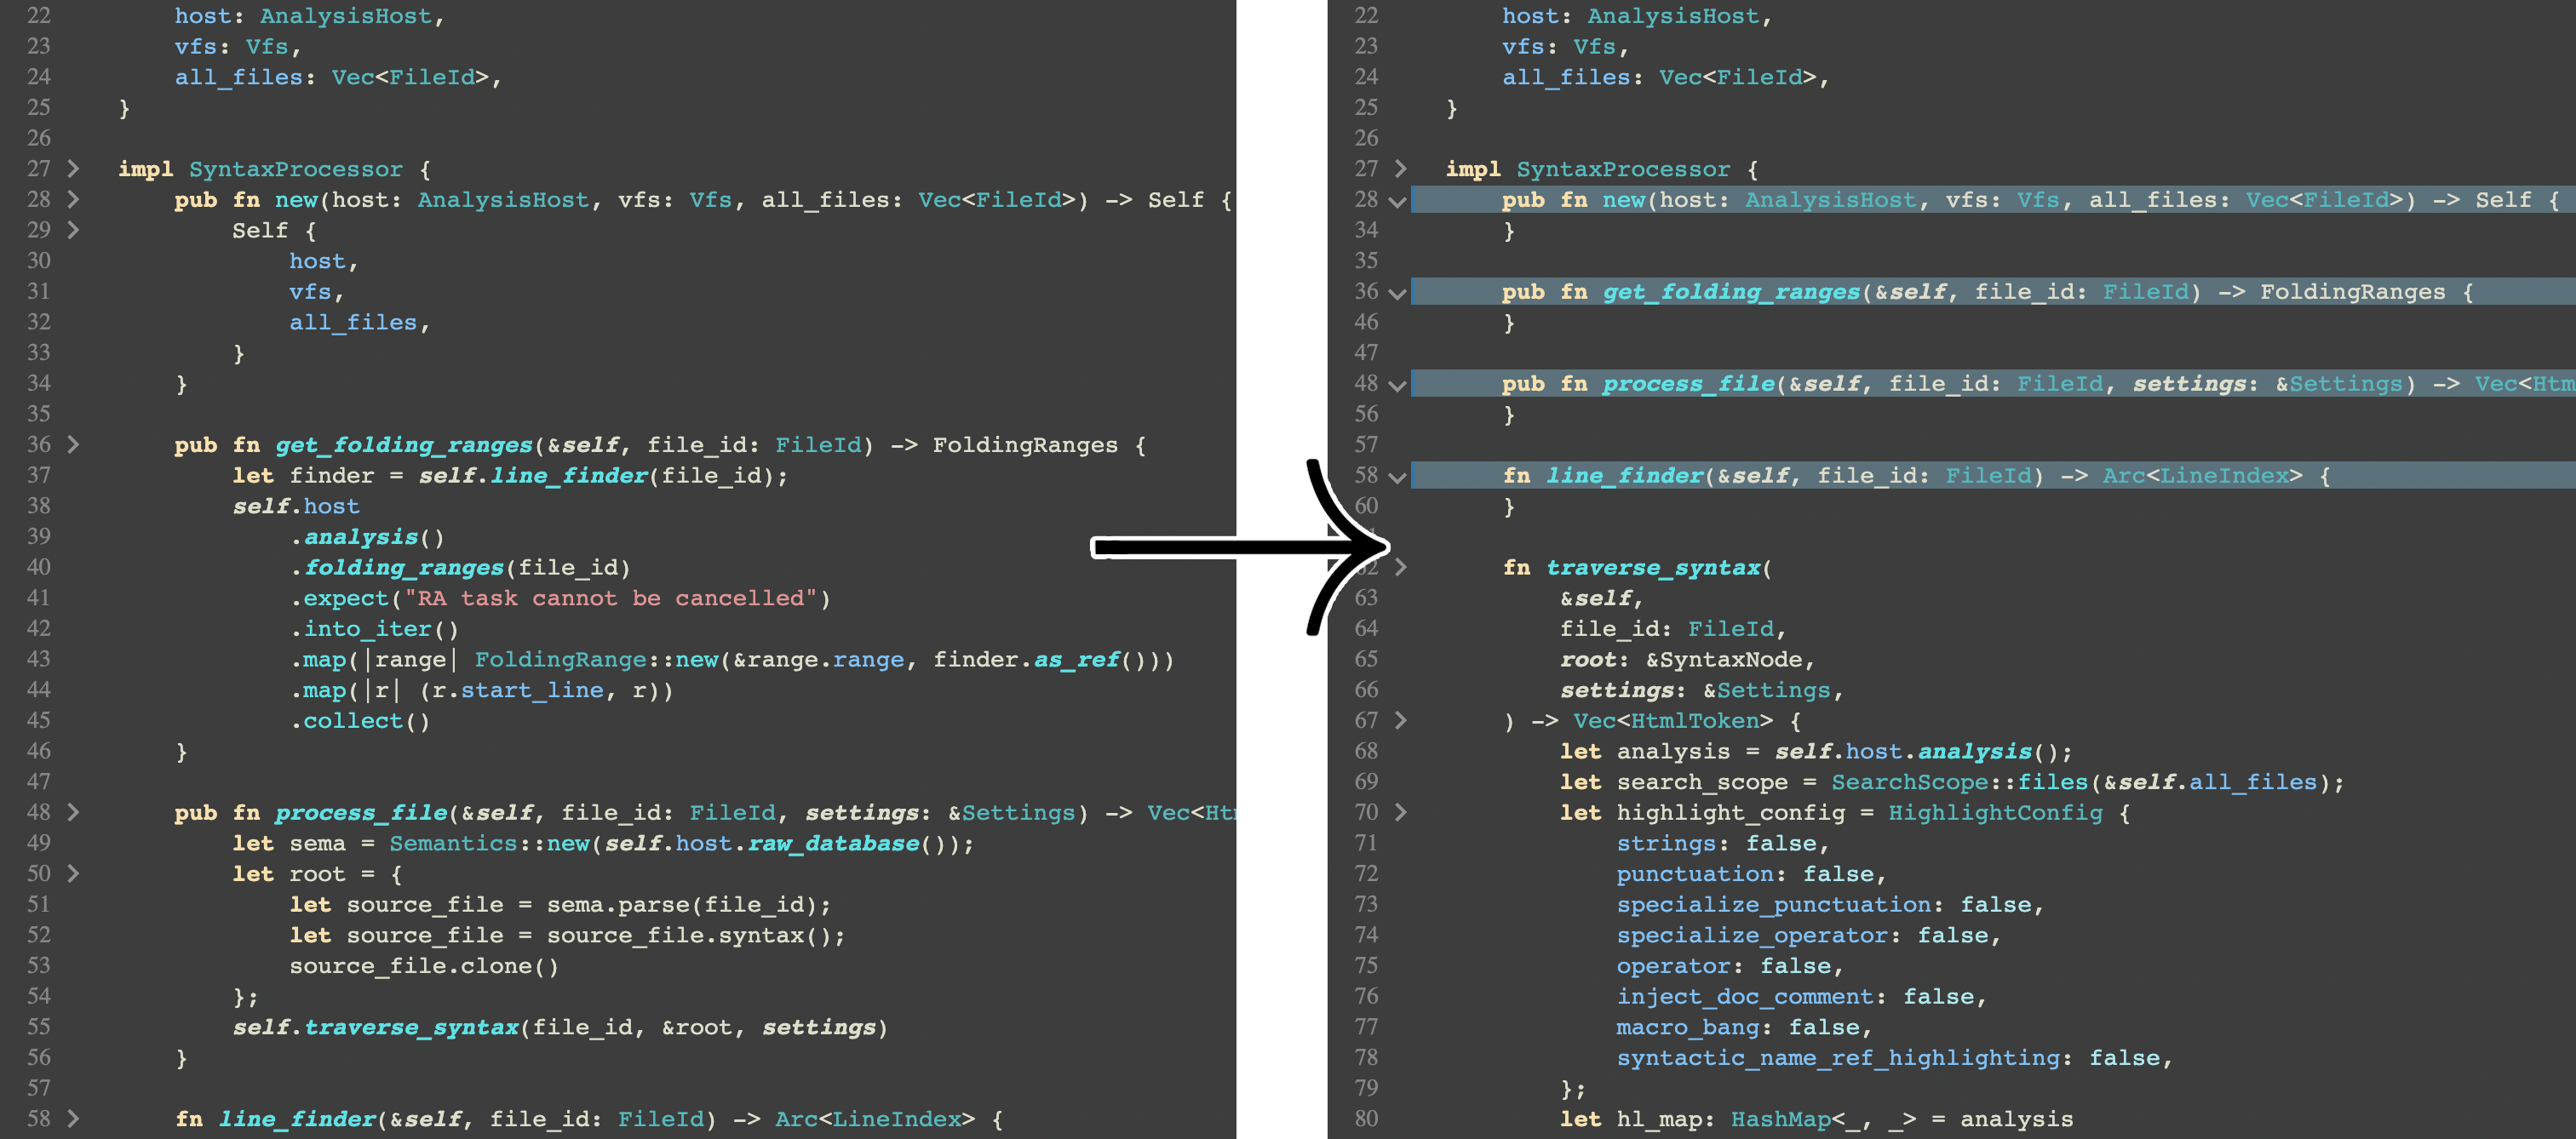 22 host: AnalysisHost,
23 vfs: Vfs,
24 all_files: Vec<FileId>,
25 }
26
27 impl SyntaxProcessor {
28 pub fn new(host: AnalysisHost, vfs: Vfs, all_files: Vec<FileId>) -> Self {
29 Self {
30 host,
31 vfs,
32 all_files,
33 }
34 }
35
36 pub fn get_folding_ranges(&self, file_id: FileId) -> FoldingRanges {
37 let finder = self.line_finder(file_id);
38 self.host
39 .analysis()
40 .folding_ranges(file_id)
41 .expect("RA task cannot be cancelled")
42 .into_iter()
43 .map(|range| FoldingRange::new(&range.range, finder.as_ref()))
44 .map(|r| (r.start_line, r))
45 .collect()
46 }
47
48 pub fn process_file(&self, file_id: FileId, settings: &Settings) -> Vec<Ht
49 let sema = Semantics::new(self.host.raw_database());
50 let root = {
51 let source_file = sema.parse(file_id);
52 let source_file = source_file.syntax();
53 source_file.clone()
54 };
55 self.traverse_syntax(file_id, &root, settings)
56 }
57
58 fn line_finder(&self, file_id: FileId) -> Arc<LineIndex> {
22 host: AnalysisHost,
23 vfs: Vfs,
24 all_files: Vec<FileId>,
25 }
26
27 impl SyntaxProcessor {
28 pub fn new(host: AnalysisHost, vfs: Vfs, all_files: Vec<FileId>) -> Self {
34 }
35
36 pub fn get_folding_ranges(&self, file_id: FileId) -> FoldingRanges {
46 }
47
48 pub fn process_file(&self, file_id: FileId, settings: &Settings) -> Vec<Htm
56 }
57
58 fn line_finder(&self, file_id: FileId) -> Arc<LineIndex> {
60 }
fn traverse_syntax(
63 &self,
64 file_id: FileId,
65 root: &SyntaxNode,
66 settings: &Settings,
67 ) -> Vec<HtmlToken> {
68 let analysis = self.host.analysis();
69 let search_scope = SearchScope::files(&self.all_files);
70 let highlight_config = HighlightConfig {
71 strings: false,
72 punctuation: false,
73 specialize_punctuation: false,
74 specialize_operator: false,
75 operator: false,
76 inject_doc_comment: false,
77 macro_bang: false,
78 syntactic_name_ref_highlighting: false,
79 };
80 let hl_map: HashMap<_, _> = analysis